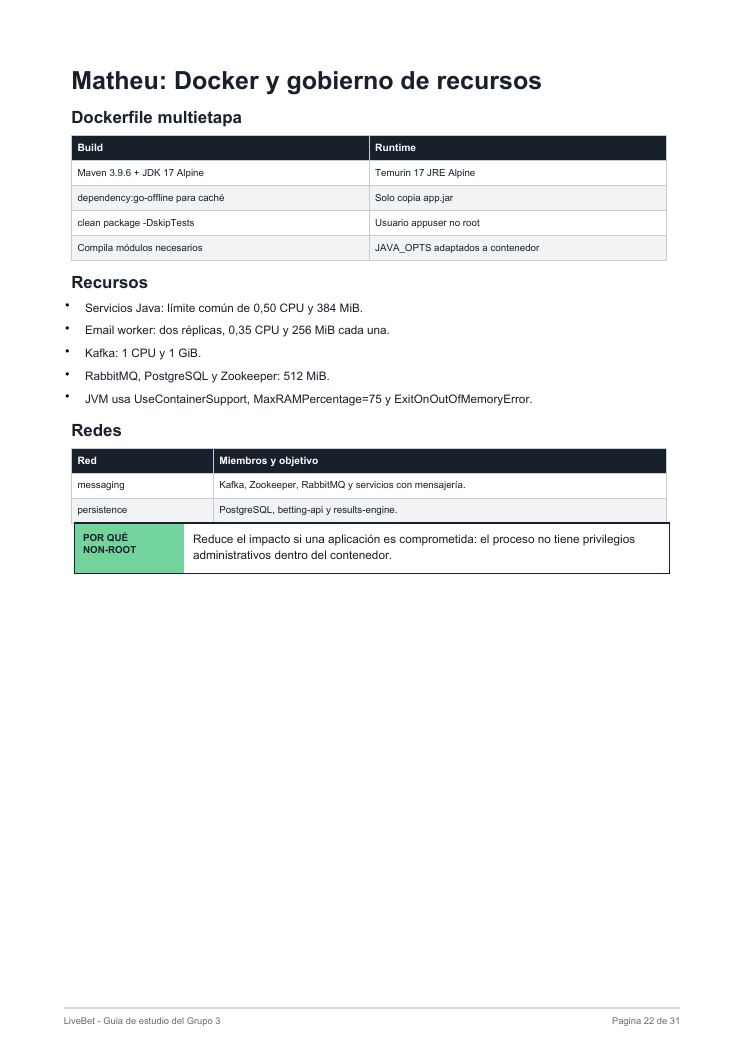 Matheu: Docker y gobierno de recursos
Dockerfile multietapa
Build Runtime
Maven 3.9.6 + JDK 17 Alpine Temurin 17 JRE Alpine
dependency:go-offline para caché Solo copia app.jar
clean package -DskipTests Usuario appuser no root
Compila módulos necesarios JAVA_OPTS adaptados a contenedor
Recursos
• Servicios Java: límite común de 0,50 CPU y 384 MiB.
• Email worker: dos réplicas, 0,35 CPU y 256 MiB cada una.
• Kafka: 1 CPU y 1 GiB.
• RabbitMQ, PostgreSQL y Zookeeper: 512 MiB.
• JVM usa UseContainerSupport, MaxRAMPercentage=75 y ExitOnOutOfMemoryError.
Redes
Red Miembros y objetivo
messaging Kafka, Zookeeper, RabbitMQ y servicios con mensajería.
persistence PostgreSQL, betting-api y results-engine.
POR QUÉ
NON-ROOT
Reduce el impacto si una aplicación es comprometida: el proceso no tiene privilegios
administrativos dentro del contenedor.
LiveBet - Guia de estudio del Grupo 3 Pagina 22 de 31